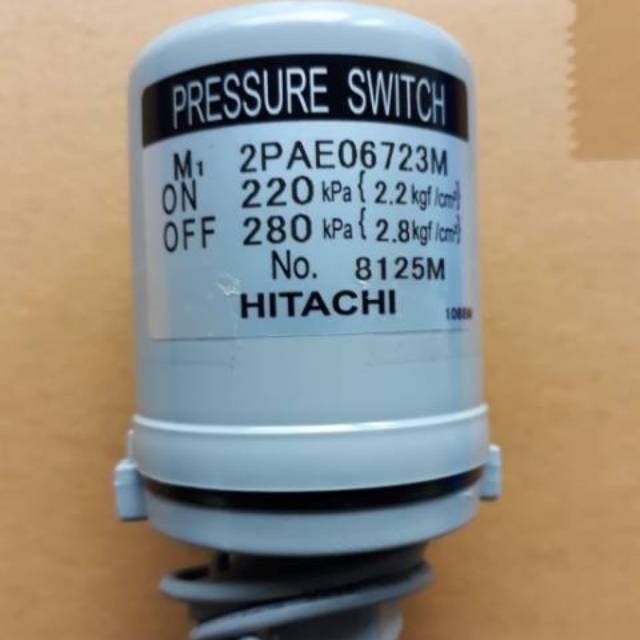 PRESSURE SWITCH
M1 2PAE06723M
ON 220 kPa { 2.2 kgf/cm² }
OFF 280 kPa { 2.8 kgf/cm² }
No. 8125M
HITACHI